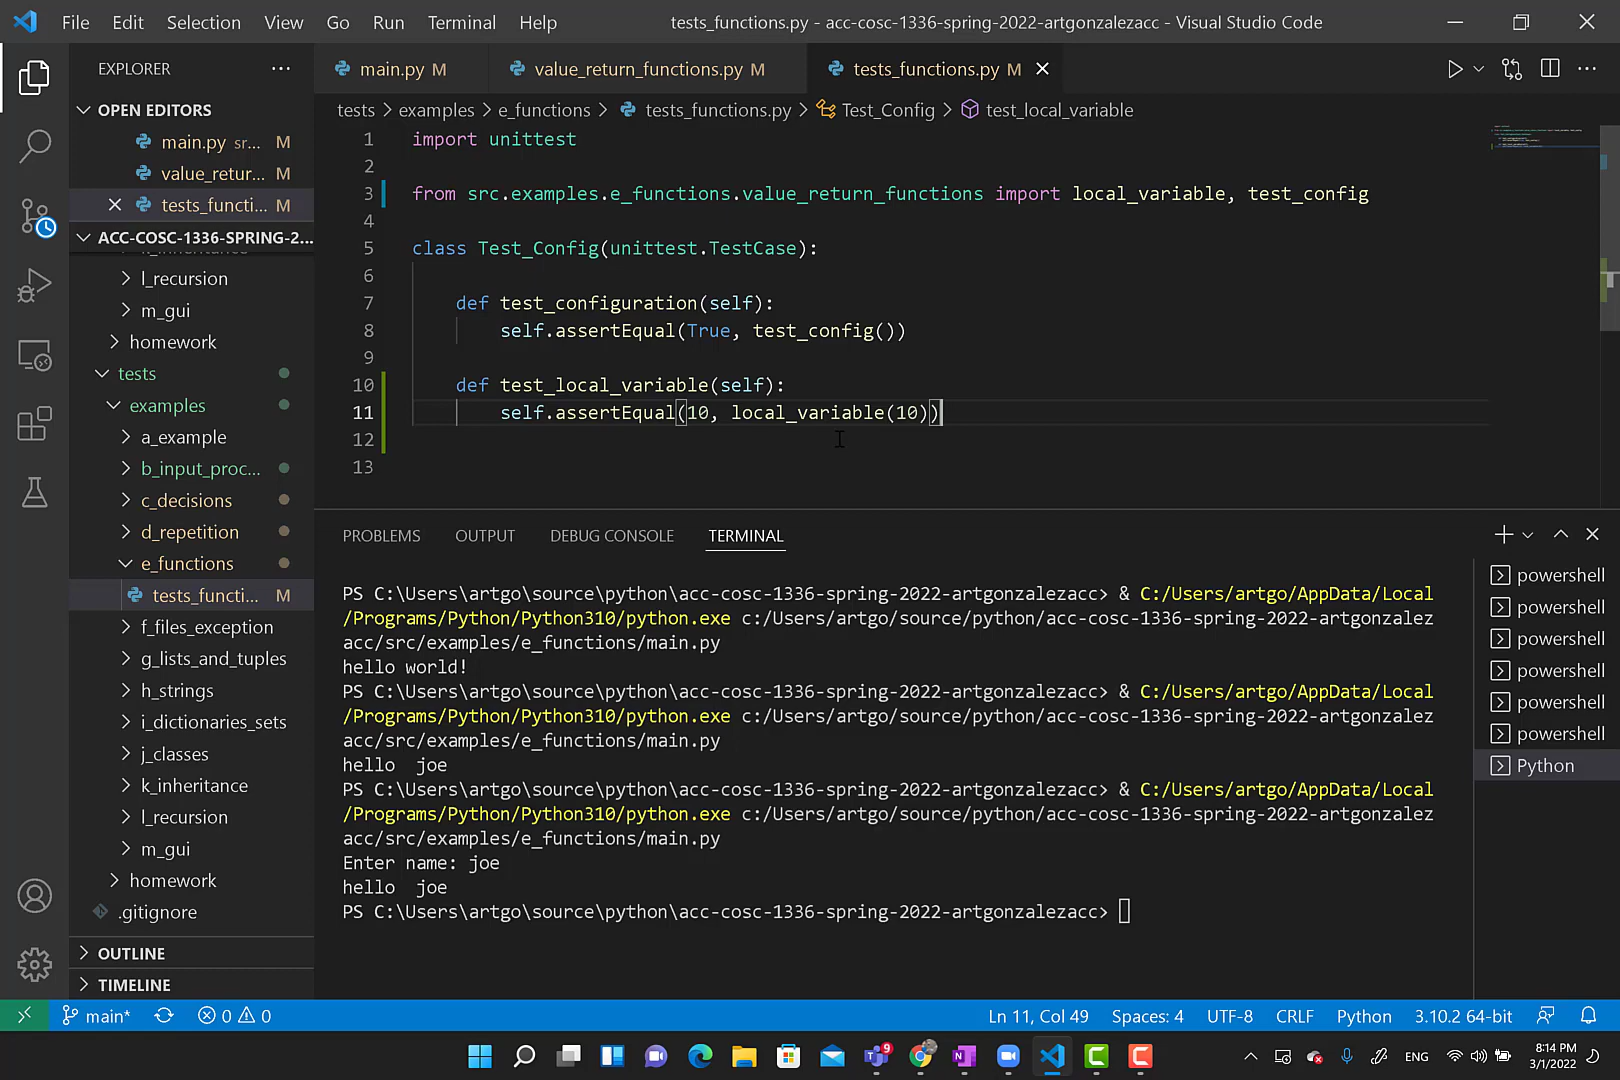 File Edit Selection View Go Run Terminal Help tests_functions.py - acc-cosc-1336-spring-2022-artgonzalezacc - Visual Studio Code
EXPLORER
main.py M value_return_functions.py M tests_functions.py M
OPEN EDITORS
main.py sr... M
value_retur... M
tests_functi... M
ACC-COSC-1336-SPRING-2...
l_recursion
m_gui
homework
tests
examples
a_example
b_input_proc...
c_decisions
d_repetition
e_functions
tests_functi... M
f_files_exception
g_lists_and_tuples
h_strings
i_dictionaries_sets
j_classes
k_inheritance
l_recursion
m_gui
homework
.gitignore
OUTLINE
TIMELINE
tests > examples > e_functions > tests_functions.py > Test_Config > test_local_variable
1 import unittest
2
3 from src.examples.e_functions.value_return_functions import local_variable, test_config
4
5 class Test_Config(unittest.TestCase):
6
7 def test_configuration(self):
8 self.assertEqual(True, test_config())
9
10 def test_local_variable(self):
11 self.assertEqual(10, local_variable(10))
12
13
PROBLEMS OUTPUT DEBUG CONSOLE TERMINAL
PS C:\Users\artgo\source\python\acc-cosc-1336-spring-2022-artgonzalezacc> & C:/Users/artgo/AppData/Local
/Programs/Python/Python310/python.exe c:/Users/artgo/source/python/acc-cosc-1336-spring-2022-artgonzalez
acc/src/examples/e_functions/main.py
hello world!
PS C:\Users\artgo\source\python\acc-cosc-1336-spring-2022-artgonzalezacc> & C:/Users/artgo/AppData/Local
/Programs/Python/Python310/python.exe c:/Users/artgo/source/python/acc-cosc-1336-spring-2022-artgonzalez
acc/src/examples/e_functions/main.py
hello  joe
PS C:\Users\artgo\source\python\acc-cosc-1336-spring-2022-artgonzalezacc> & C:/Users/artgo/AppData/Local
/Programs/Python/Python310/python.exe c:/Users/artgo/source/python/acc-cosc-1336-spring-2022-artgonzalez
acc/src/examples/e_functions/main.py
Enter name: joe
hello  joe
PS C:\Users\artgo\source\python\acc-cosc-1336-spring-2022-artgonzalezacc>
powershell
powershell
powershell
powershell
powershell
powershell
Python
main* 0 0 Ln 11, Col 49 Spaces: 4 UTF-8 CRLF Python 3.10.2 64-bit
9
ENG
8:14 PM
3/1/2022